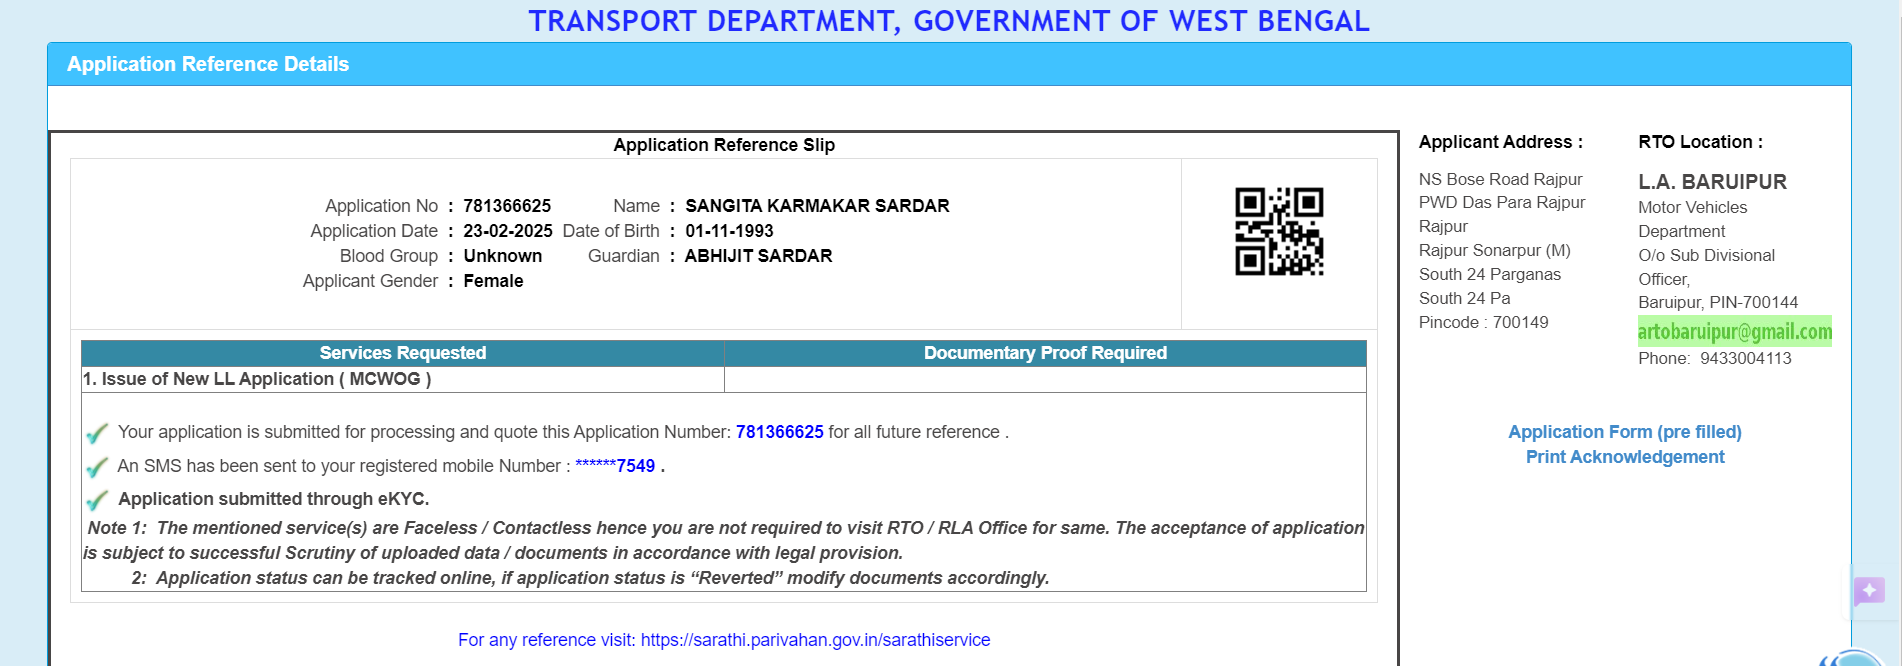 TRANSPORT DEPARTMENT, GOVERNMENT OF WEST BENGAL
Application Reference Details
Application Reference Slip
Application No : 781366625 Name : SANGITA KARMAKAR SARDAR
Application Date : 23-02-2025 Date of Birth : 01-11-1993
Blood Group : Unknown Guardian : ABHIJIT SARDAR
Applicant Gender : Female
Services Requested Documentary Proof Required
1. Issue of New LL Application ( MCWOG )
Your application is submitted for processing and quote this Application Number: 781366625 for all future reference .
An SMS has been sent to your registered mobile Number : ******7549 .
Application submitted through eKYC.
Note 1: The mentioned service(s) are Faceless / Contactless hence you are not required to visit RTO / RLA Office for same. The acceptance of application
is subject to successful Scrutiny of uploaded data / documents in accordance with legal provision.
2: Application status can be tracked online, if application status is “Reverted” modify documents accordingly.
For any reference visit: https://sarathi.parivahan.gov.in/sarathiservice
Applicant Address :
NS Bose Road Rajpur
PWD Das Para Rajpur
Rajpur
Rajpur Sonarpur (M)
South 24 Parganas
South 24 Pa
Pincode : 700149
RTO Location :
L.A. BARUIPUR
Motor Vehicles
Department
O/o Sub Divisional
Officer,
Baruipur, PIN-700144
artobaruipur@gmail.com
Phone: 9433004113
Application Form (pre filled)
Print Acknowledgement